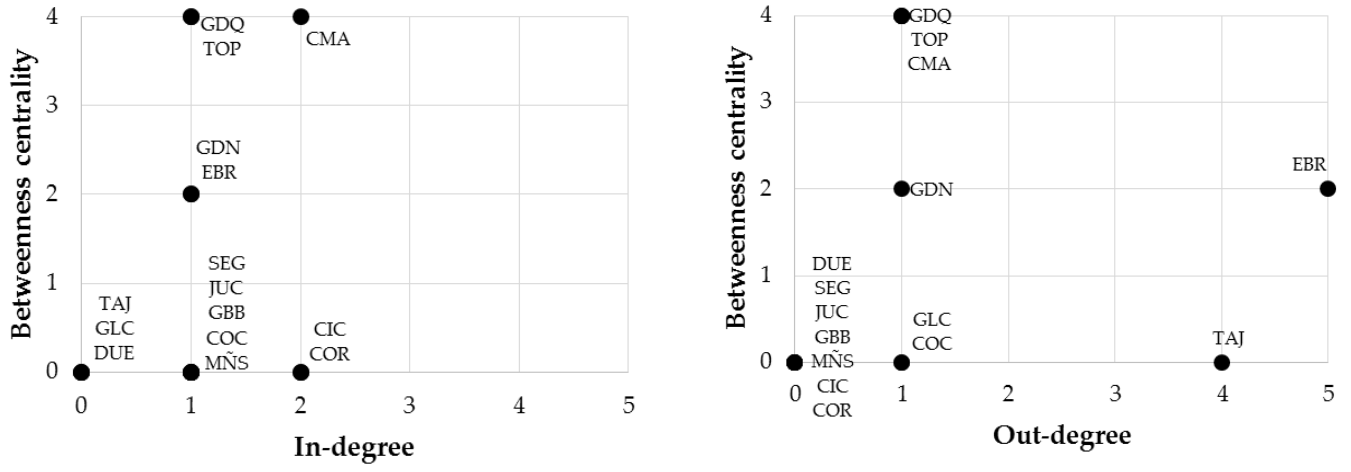 4
GDQ
TOP
CMA
3
GDN
EBR
2
SEG
JUC
GBB
COC
MÑS
1
TAJ
GLC
DUE
CIC
COR
0
0 1 2 3 4 5
Betweenness centrality
In-degree
4
GDQ
TOP
CMA
3
EBR
2
GDN
1
DUE
SEG
JUC
GBB
MÑS
CIC
COR
GLC
COC
TAJ
0
0 1 2 3 4 5
Betweenness centrality
Out-degree